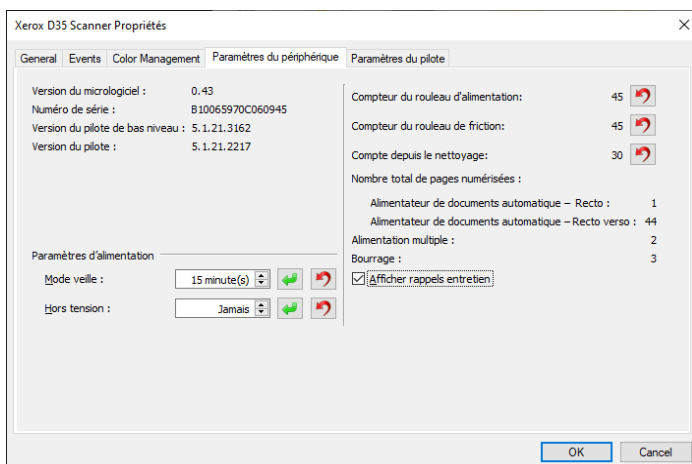 Xerox D35 Scanner Propriétés
General Events Color Management Paramètres du périphérique Paramètres du pilote
Version du micrologiciel : 0.43
Numéro de série : B10065970C060945
Version du pilote de bas niveau : 5.1.21.3162
Version du pilote : 5.1.21.2217
Paramètres d'alimentation
Mode veille : 15 minute(s)
Hors tension : Jamais
Compteur du rouleau d'alimentation: 45
Compteur du rouleau de friction: 45
Compte depuis le nettoyage: 30
Nombre total de pages numérisées :
Alimentateur de documents automatique – Recto : 1
Alimentateur de documents automatique –Recto verso : 44
Alimentation multiple : 2
Bourrage : 3
Afficher rappels entretien
OK Cancel